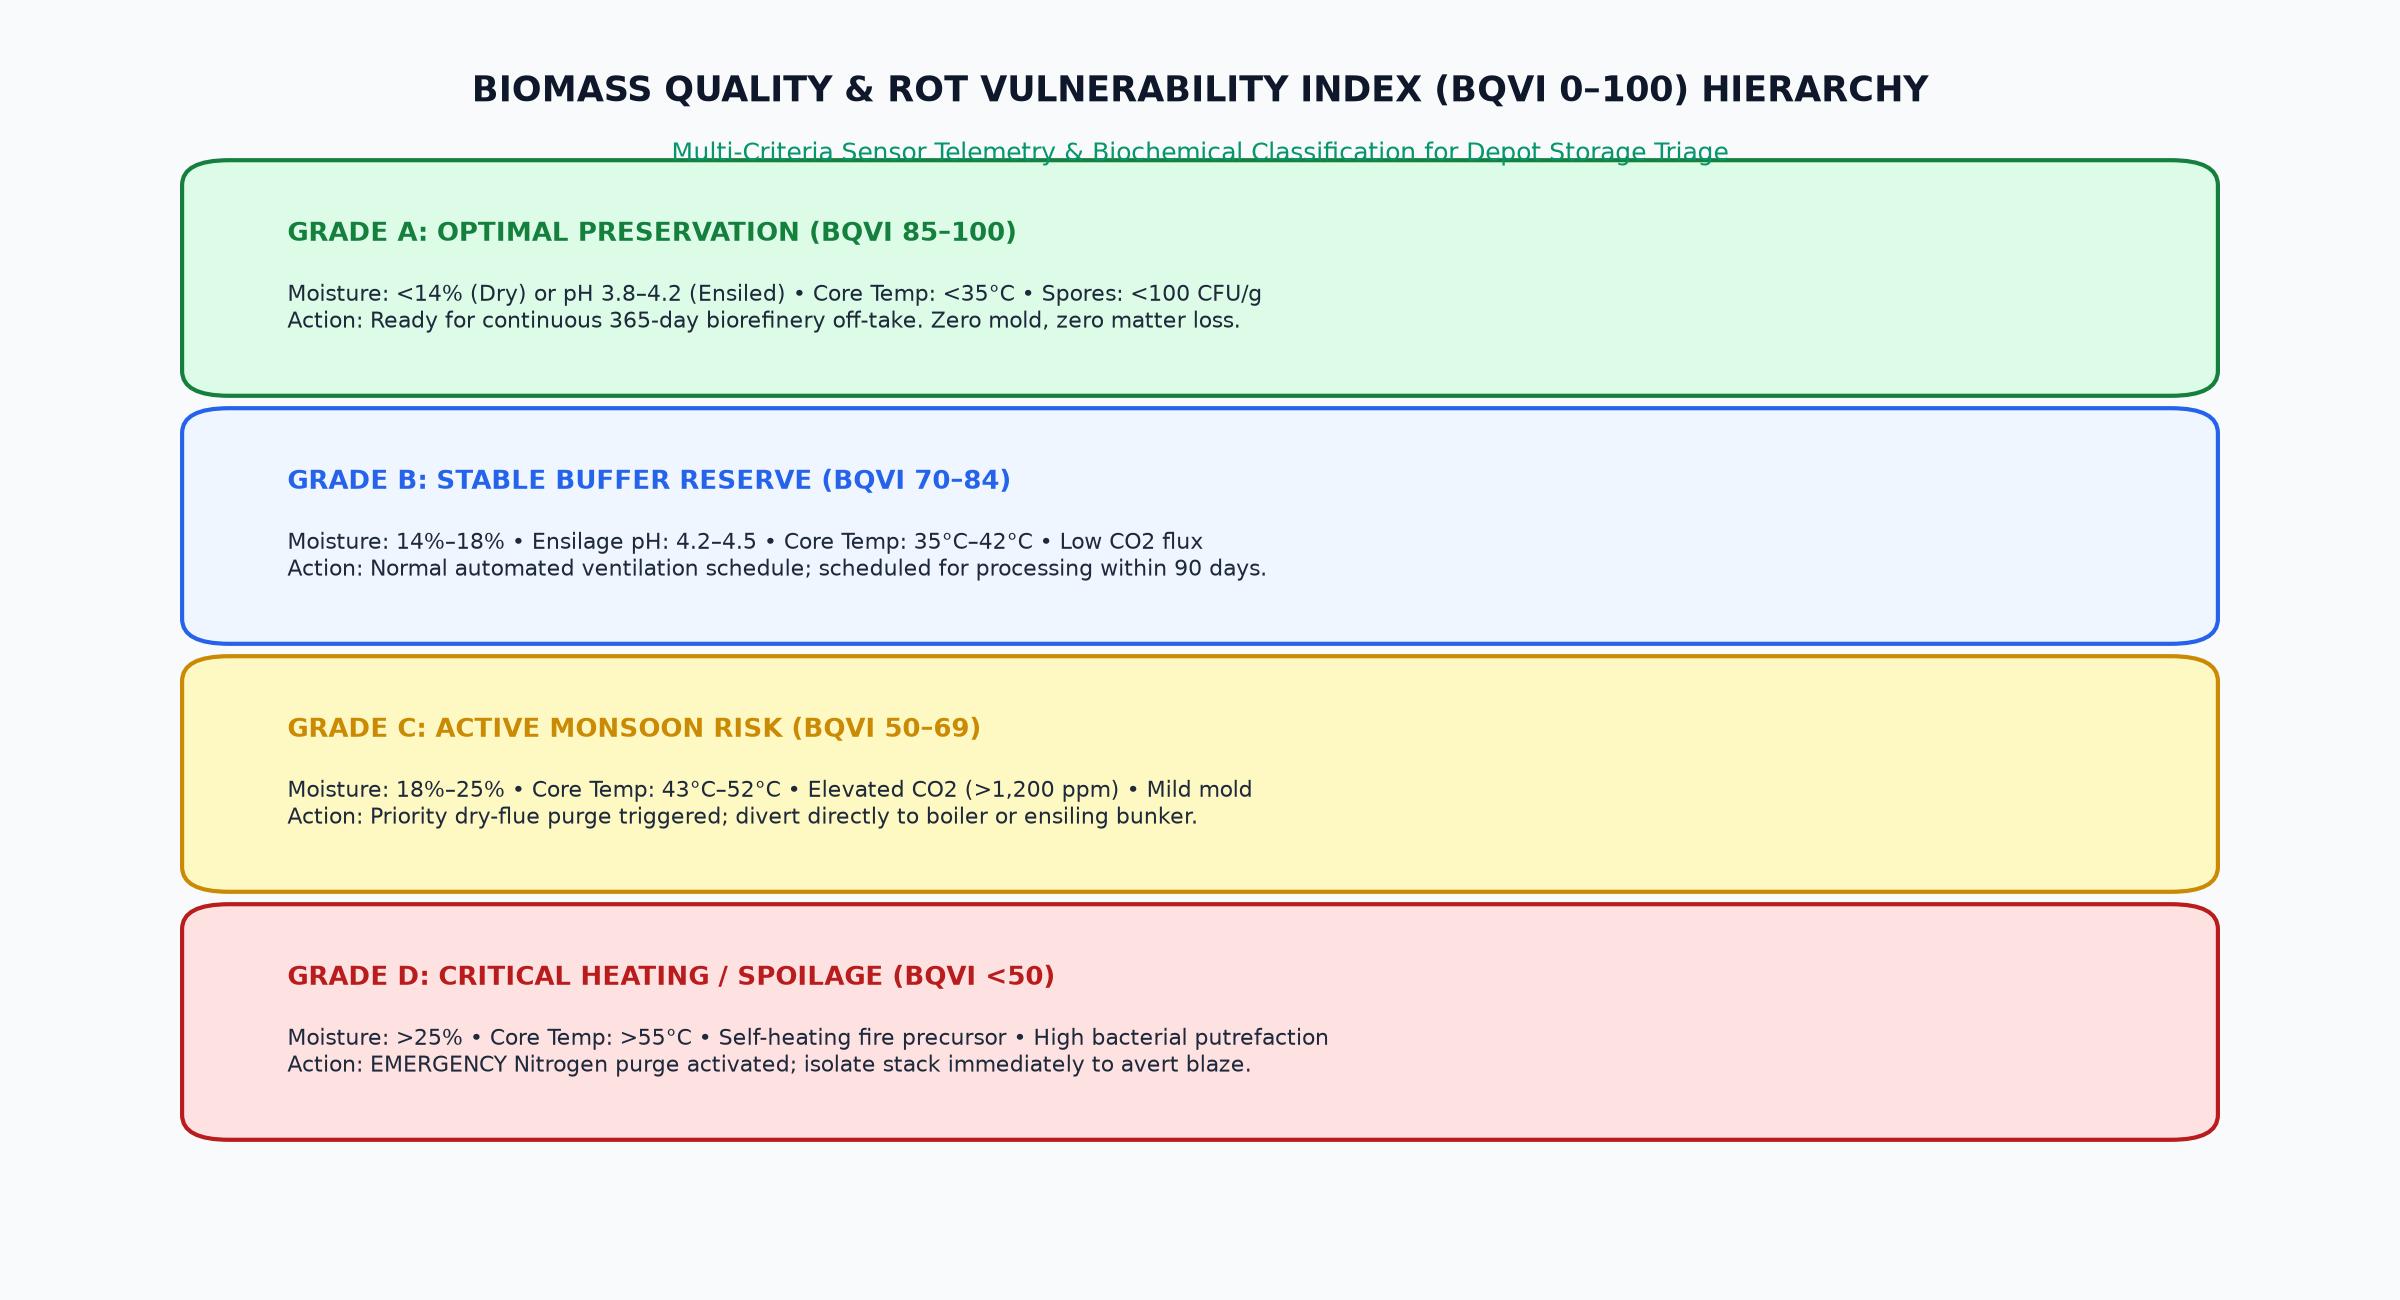 BIOMASS QUALITY & ROT VULNERABILITY INDEX (BQVI 0–100) HIERARCHY
Multi-Criteria Sensor Telemetry & Biochemical Classification for Depot Storage Triage
GRADE A: OPTIMAL PRESERVATION (BQVI 85–100)
Moisture: <14% (Dry) or pH 3.8–4.2 (Ensiled) • Core Temp: <35°C • Spores: <100 CFU/g
Action: Ready for continuous 365-day biorefinery off-take. Zero mold, zero matter loss.
GRADE B: STABLE BUFFER RESERVE (BQVI 70–84)
Moisture: 14%–18% • Ensilage pH: 4.2–4.5 • Core Temp: 35°C–42°C • Low CO2 flux
Action: Normal automated ventilation schedule; scheduled for processing within 90 days.
GRADE C: ACTIVE MONSOON RISK (BQVI 50–69)
Moisture: 18%–25% • Core Temp: 43°C–52°C • Elevated CO2 (>1,200 ppm) • Mild mold
Action: Priority dry-flue purge triggered; divert directly to boiler or ensiling bunker.
GRADE D: CRITICAL HEATING / SPOILAGE (BQVI <50)
Moisture: >25% • Core Temp: >55°C • Self-heating fire precursor • High bacterial putrefaction
Action: EMERGENCY Nitrogen purge activated; isolate stack immediately to avert blaze.